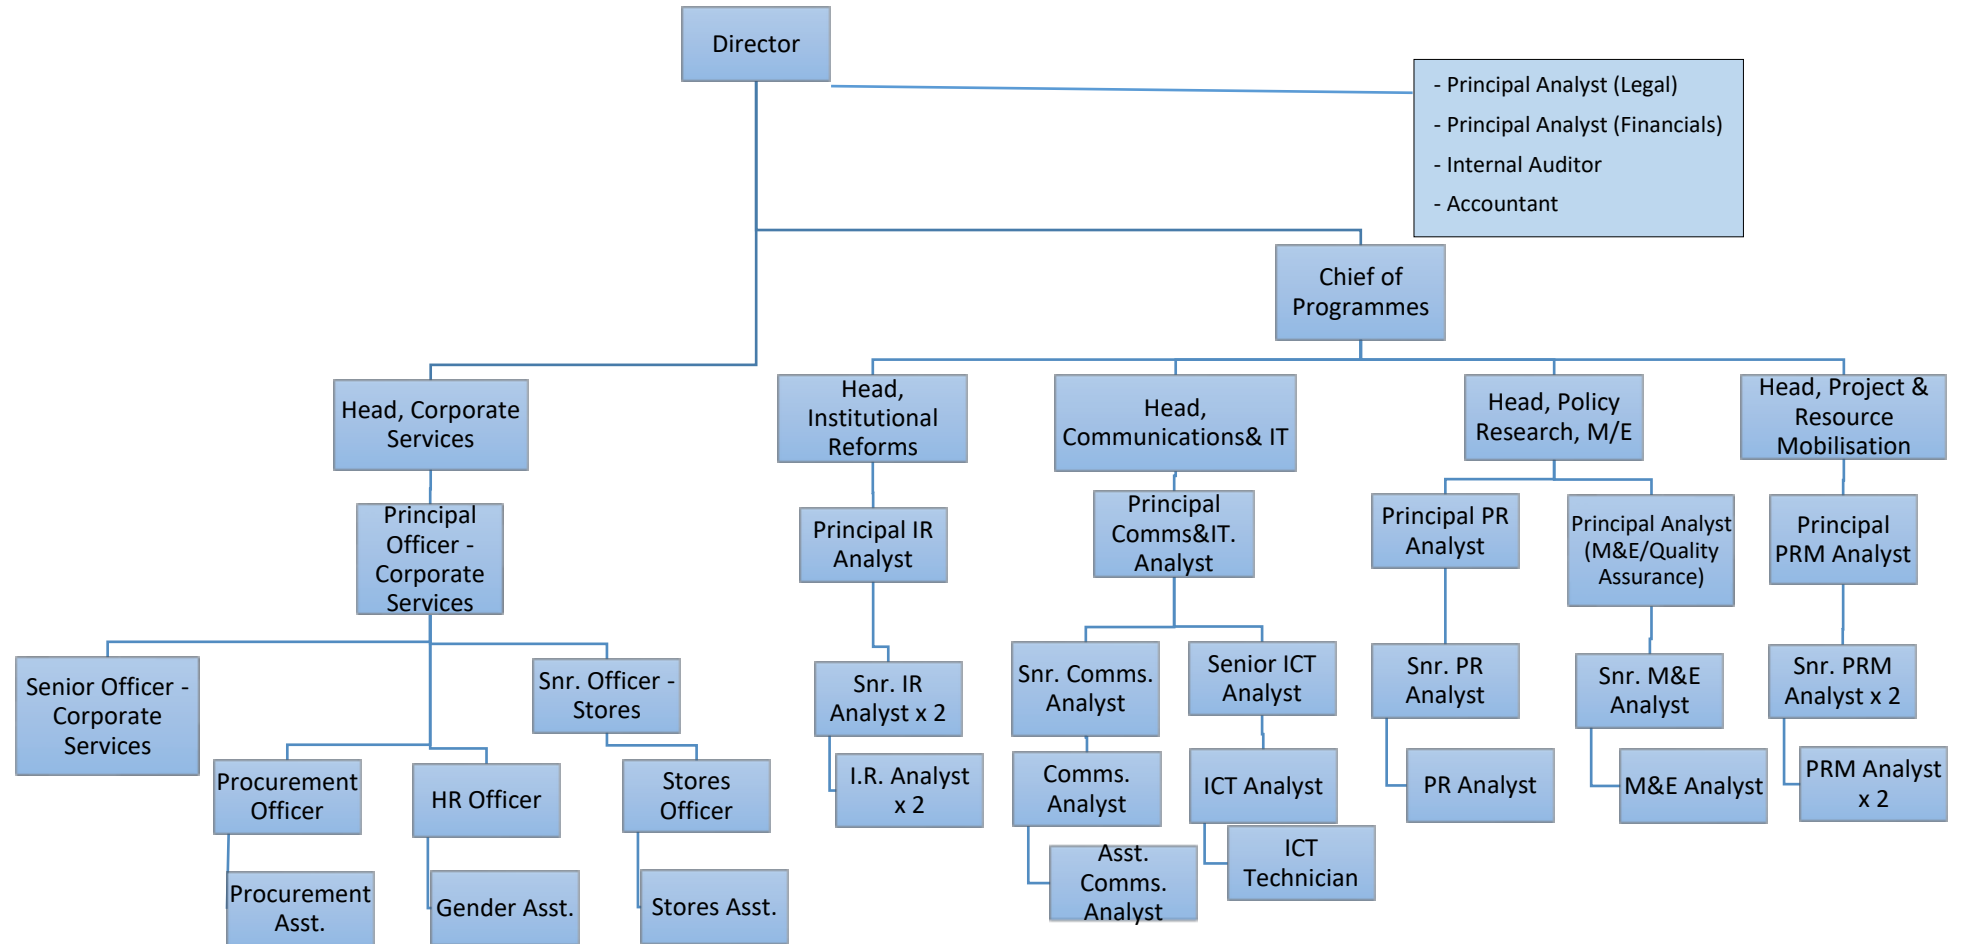 Director
- Principal Analyst (Legal)
- Principal Analyst (Financials)
- Internal Auditor
- Accountant
Chief of
Programmes
Head, Corporate
Services
Head,
Institutional
Reforms
Head,
Communications& IT
Head, Policy
Research, M/E
Head, Project &
Resource
Mobilisation
Principal
Officer -
Corporate
Services
Principal IR
Analyst
Principal
Comms&IT.
Analyst
Principal PR
Analyst
Principal Analyst
(M&E/Quality
Assurance)
Principal
PRM Analyst
Senior Officer -
Corporate
Services
Snr. Officer -
Stores
Snr. IR
Analyst x 2
Snr. Comms.
Analyst
Senior ICT
Analyst
Snr. PR
Analyst
Snr. M&E
Analyst
Snr. PRM
Analyst x 2
Procurement
Officer
HR Officer
Stores
Officer
I.R. Analyst
x 2
Comms.
Analyst
ICT Analyst
PR Analyst
M&E Analyst
PRM Analyst
x 2
Procurement
Asst.
Gender Asst.
Stores Asst.
Asst.
Comms.
Analyst
ICT
Technician